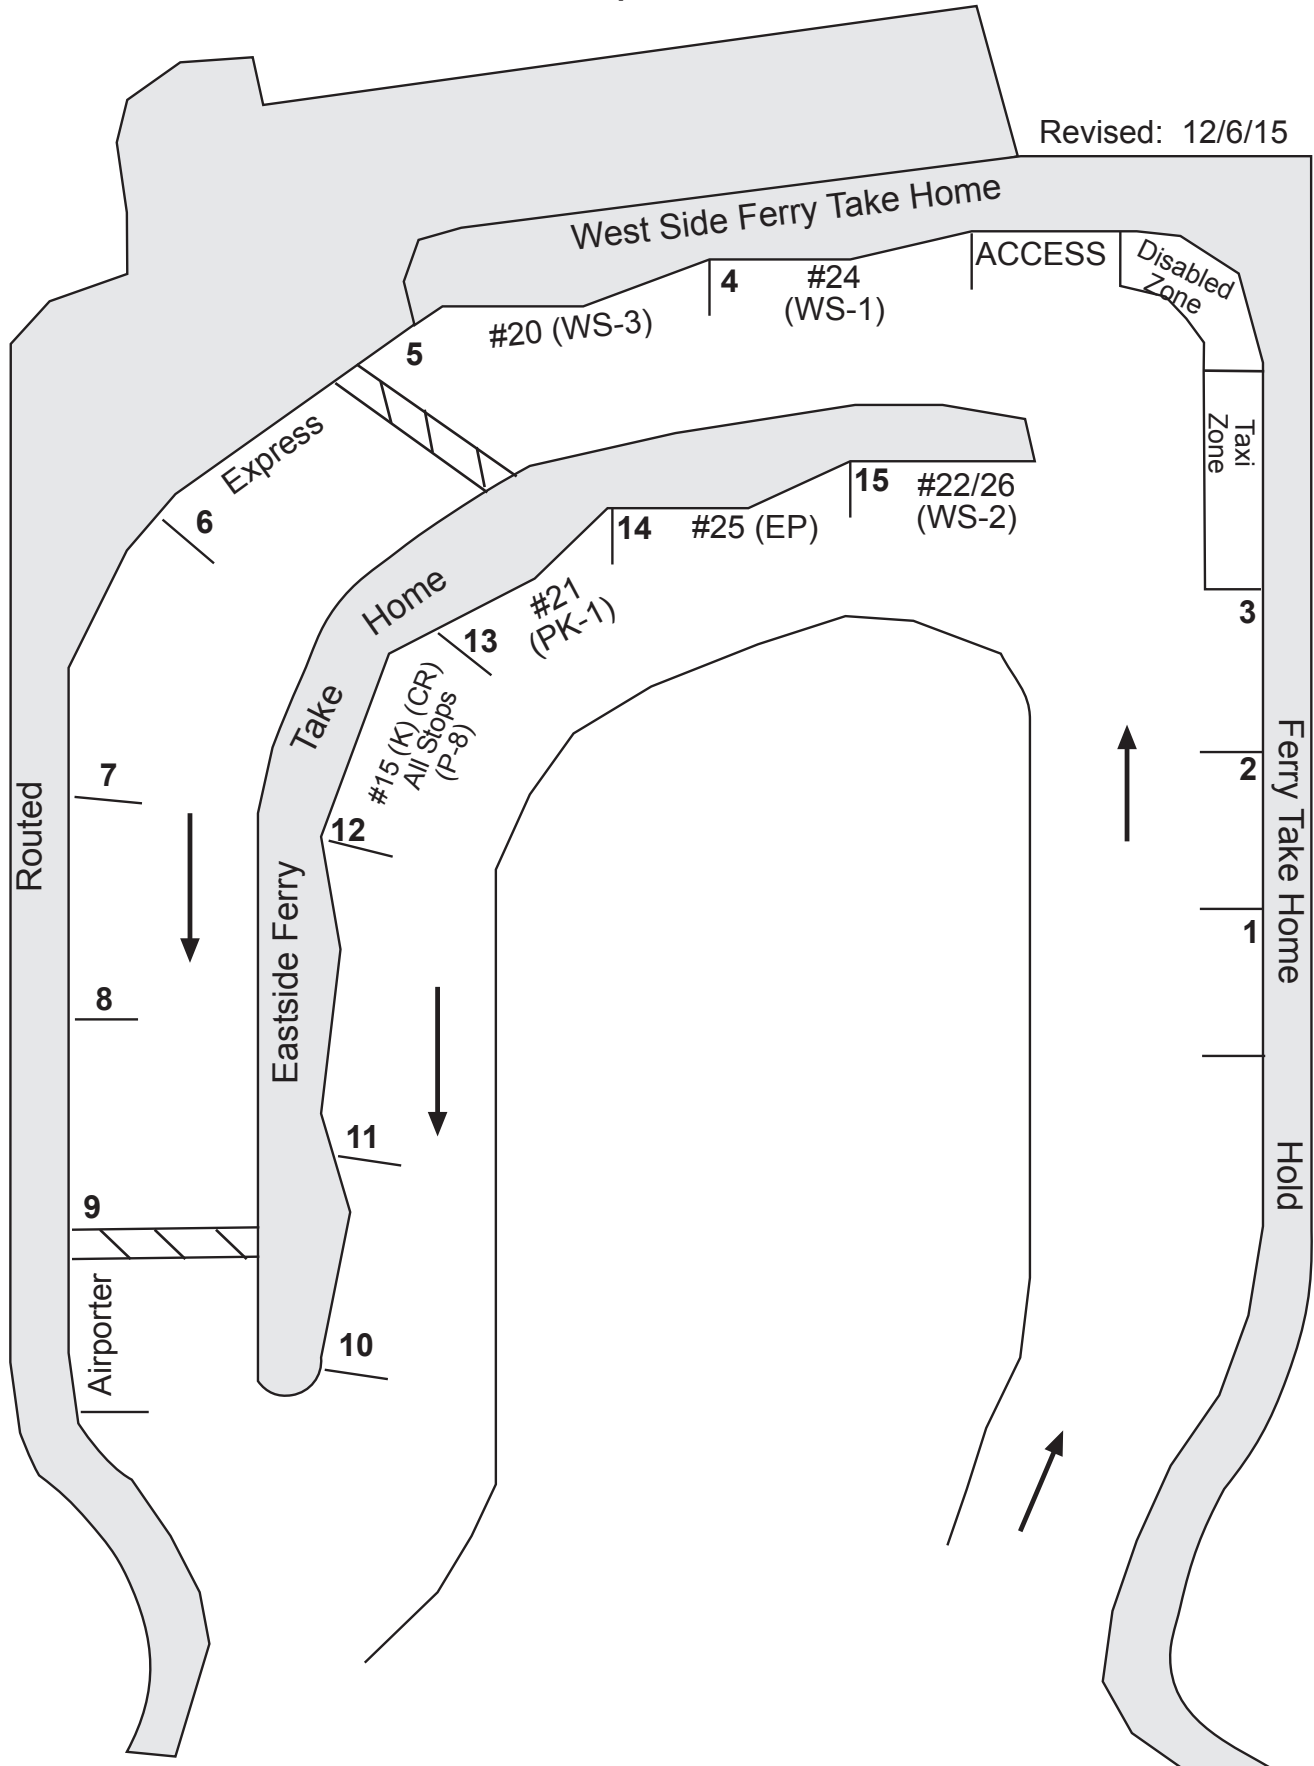 Revised: 12/6/15
West Side Ferry Take Home
ACCESS
Disabled
Zone
4
#24
(WS-1)
#20 (WS-3)
5
Express
6
Taxi
Zone
15
#22/26
(WS-2)
14
#25 (EP)
#21
(PK-1)
13
Home
Take
Eastside Ferry
#15 (K) (CR)
All Stops
(P-8)
12
3
2
1
Ferry Take Home
Hold
7
Routed
8
11
9
10
Airporter